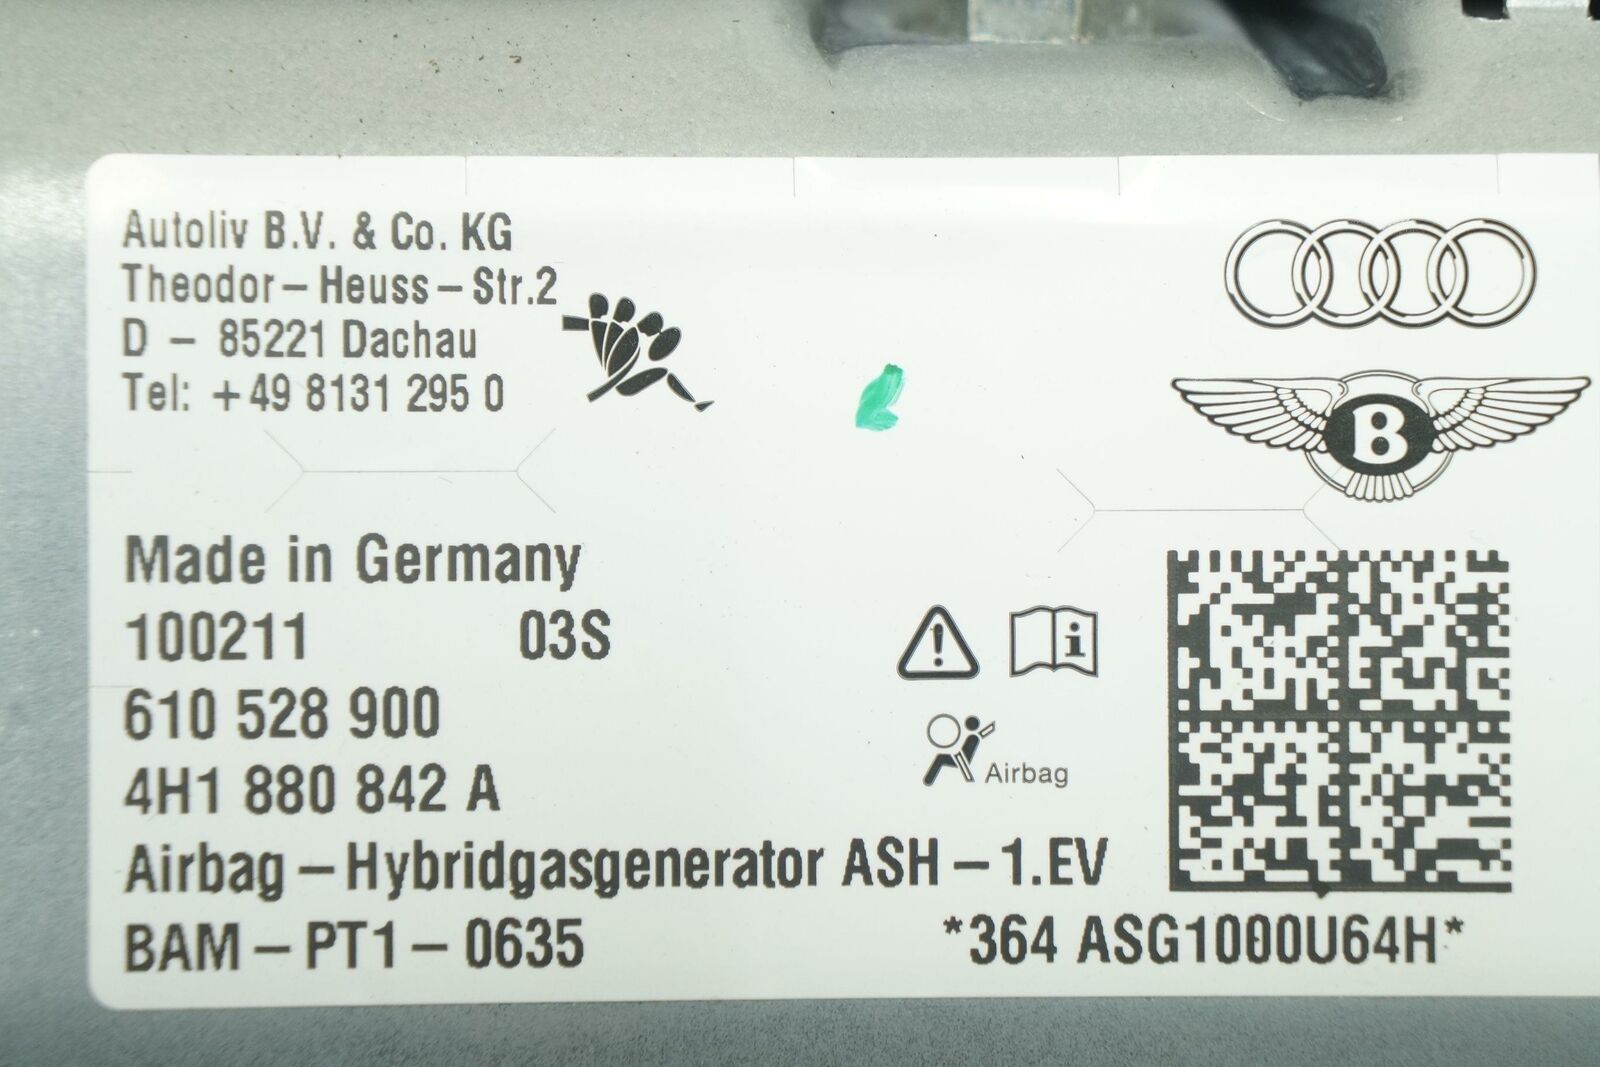 Autoliv B.V. & Co. KG
Theodor – Heuss – Str.2
D – 85221 Dachau
Tel: +49 8131 295 0
B
Made in Germany
100211 03S
610 528 900
4H1 880 842 A
Airbag
Airbag – Hybridgasgenerator ASH – 1.EV
BAM – PT1 – 0635
*364 ASG1000U64H*